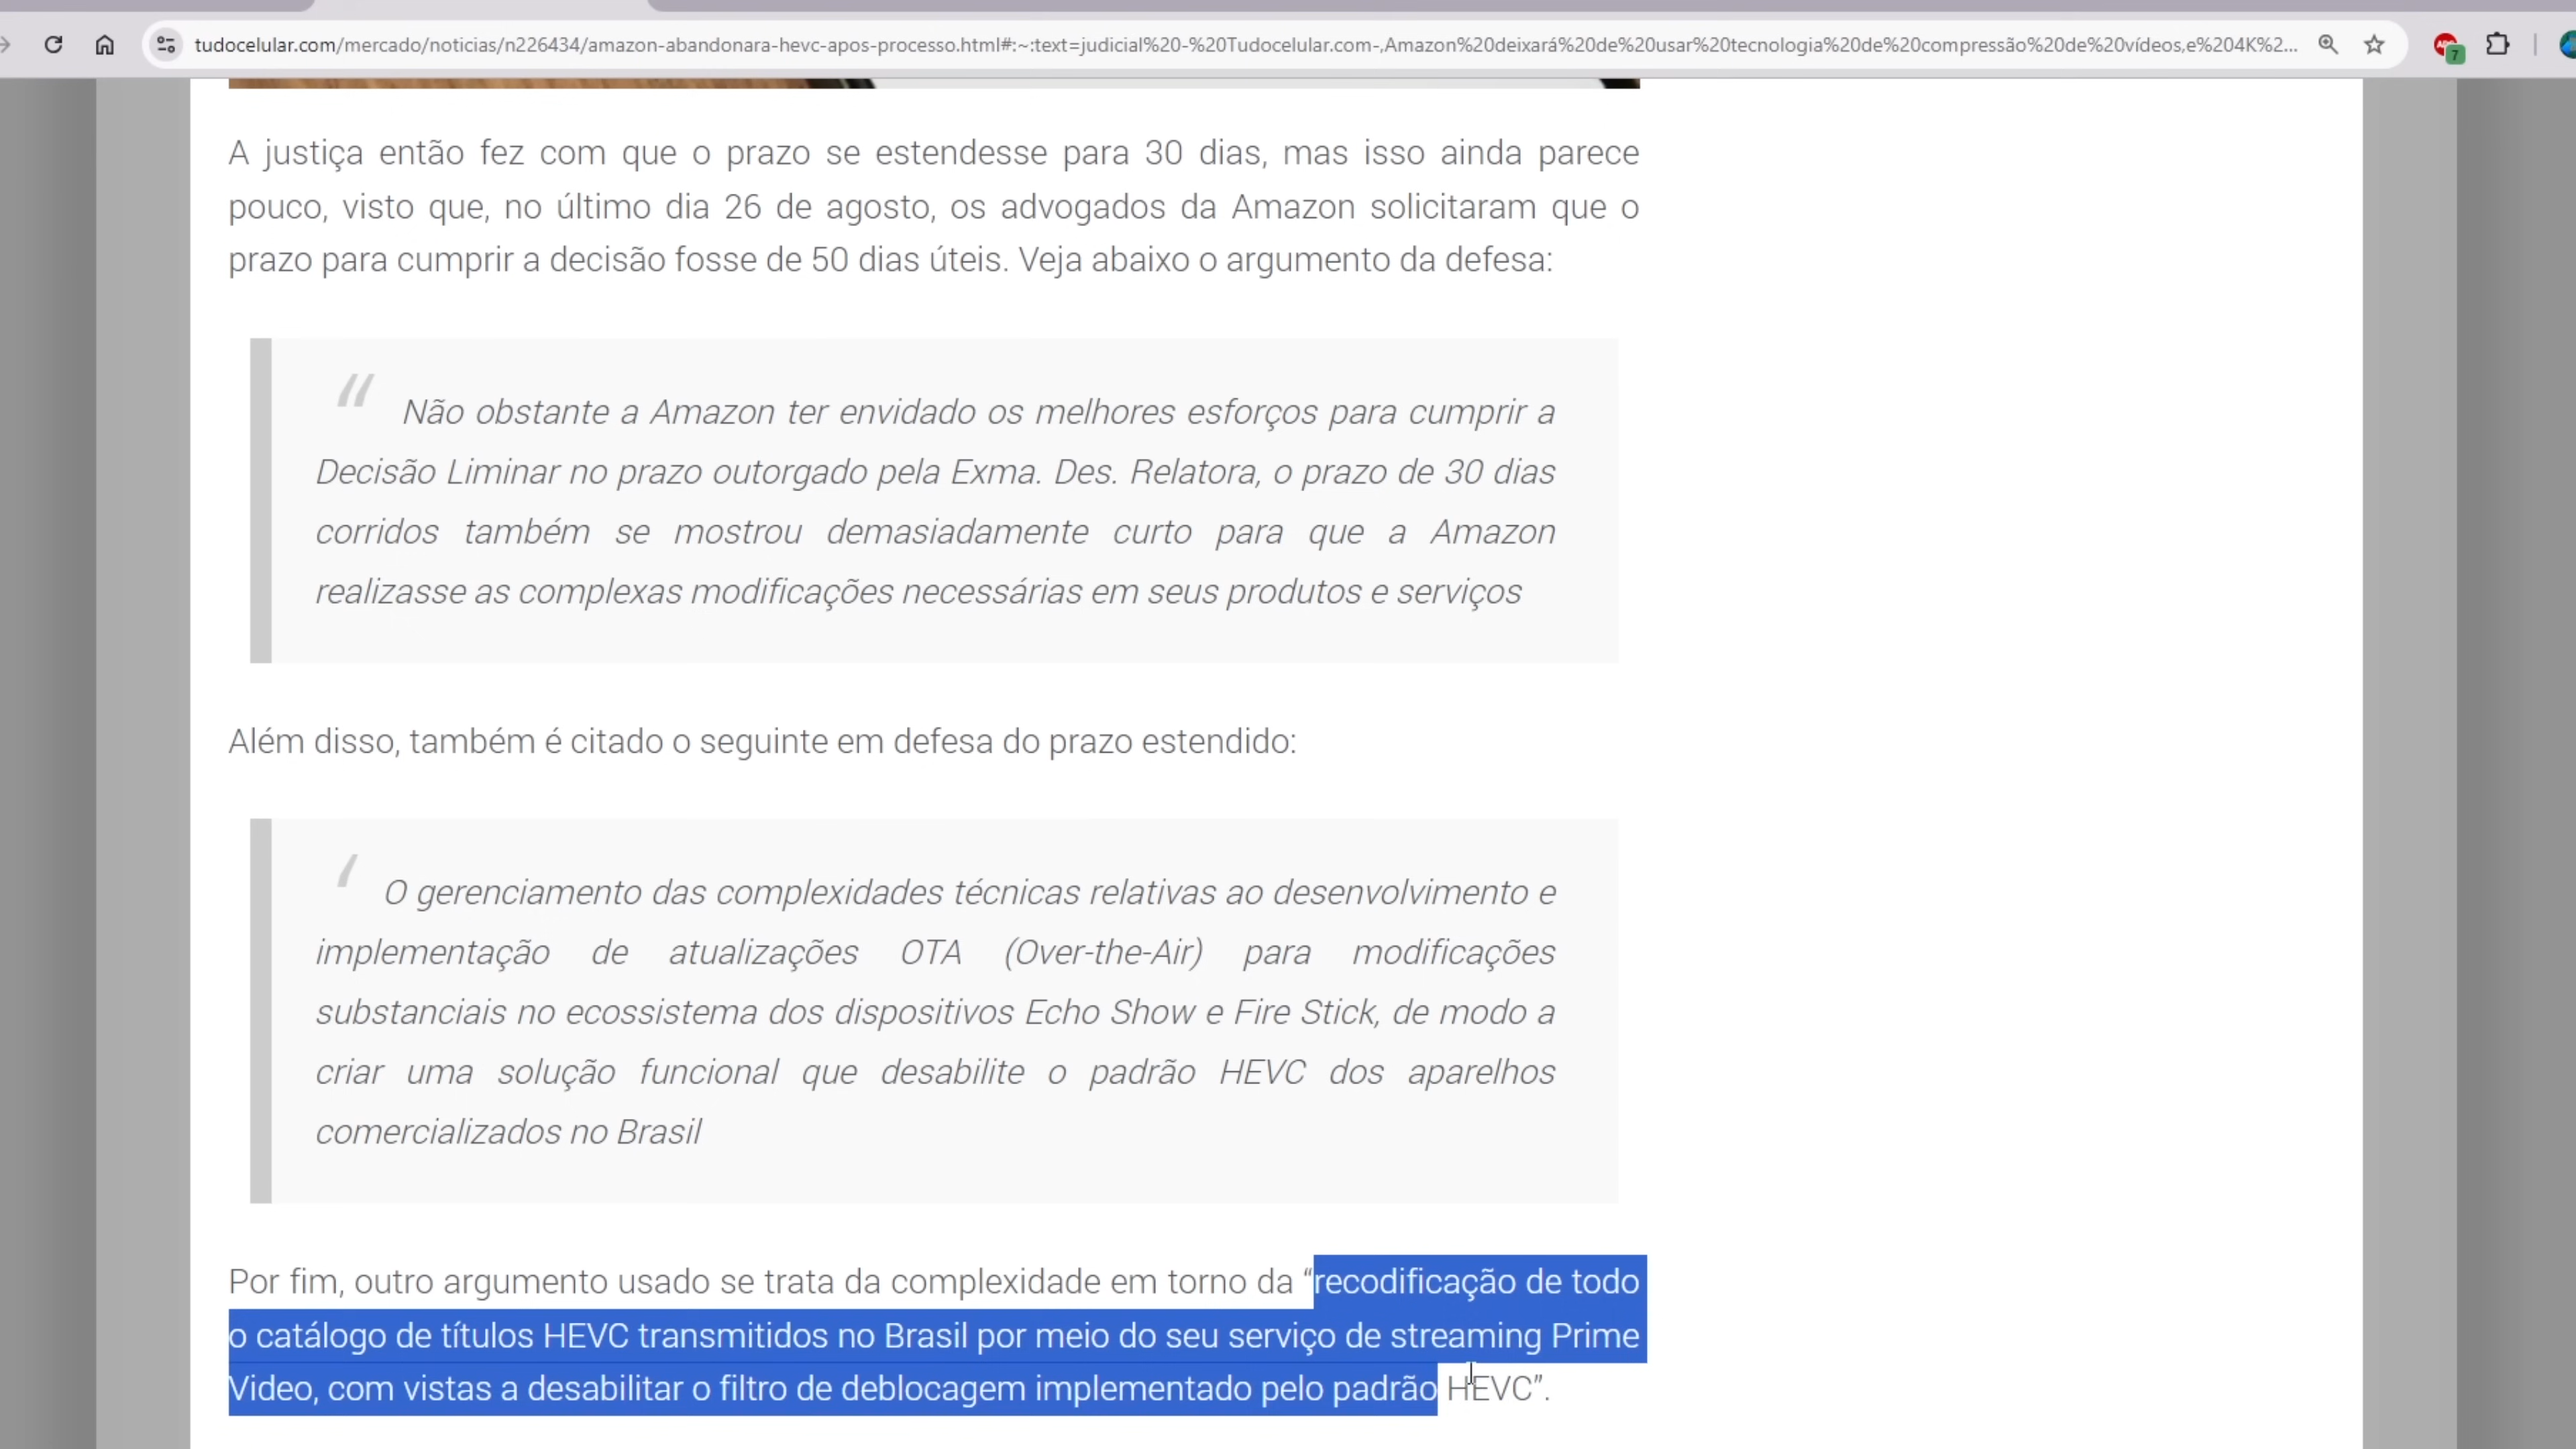 tudocelular.com/mercado/noticias/n226434/amazon-abandonara-hevc-apos-processo.html#:~:text=judicial%20-%20Tudocelular.com-,Amazon%20deixará%20de%20usar%20tecnologia%20de%20compressão%20de%20vídeos,e%204K%2...
7
A justiça então fez com que o prazo se estendesse para 30 dias, mas isso ainda parece
pouco, visto que, no último dia 26 de agosto, os advogados da Amazon solicitaram que o
prazo para cumprir a decisão fosse de 50 dias úteis. Veja abaixo o argumento da defesa:
“ Não obstante a Amazon ter envidado os melhores esforços para cumprir a
Decisão Liminar no prazo outorgado pela Exma. Des. Relatora, o prazo de 30 dias
corridos também se mostrou demasiadamente curto para que a Amazon
realizasse as complexas modificações necessárias em seus produtos e serviços
Além disso, também é citado o seguinte em defesa do prazo estendido:
‘ O gerenciamento das complexidades técnicas relativas ao desenvolvimento e
implementação de atualizações OTA (Over-the-Air) para modificações
substanciais no ecossistema dos dispositivos Echo Show e Fire Stick, de modo a
criar uma solução funcional que desabilite o padrão HEVC dos aparelhos
comercializados no Brasil
Por fim, outro argumento usado se trata da complexidade em torno da “recodificação de todo
o catálogo de títulos HEVC transmitidos no Brasil por meio do seu serviço de streaming Prime
Video, com vistas a desabilitar o filtro de deblocagem implementado pelo padrão HEVC”.